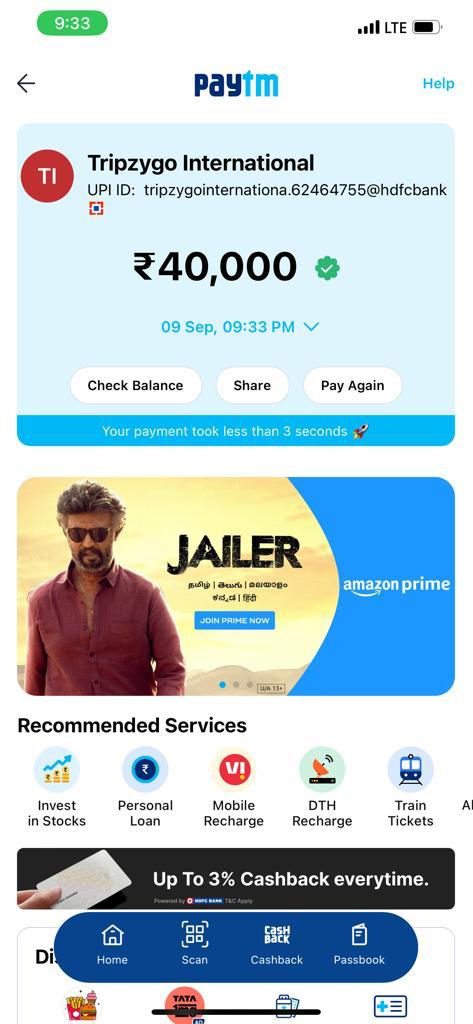 9:33
LTE
paytm
Help
TI
Tripzygo International
UPI ID: tripzygointernationa.62464755@hdfcbank
₹40,000
09 Sep, 09:33 PM
Check Balance
Share
Pay Again
Your payment took less than 3 seconds 🚀
JAILER
தமிழ் | తెలుగు | മലയാളം
ಕನ್ನಡ | हिंदी
JOIN PRIME NOW
amazon prime
U/A 13+
Recommended Services
Invest
in Stocks
Personal
Loan
Mobile
Recharge
DTH
Recharge
Train
Tickets
Up To 3% Cashback everytime.
Powered by HDFC BANK T&C Apply
Home
Scan
CASH
BACK
Cashback
Passbook
TATA